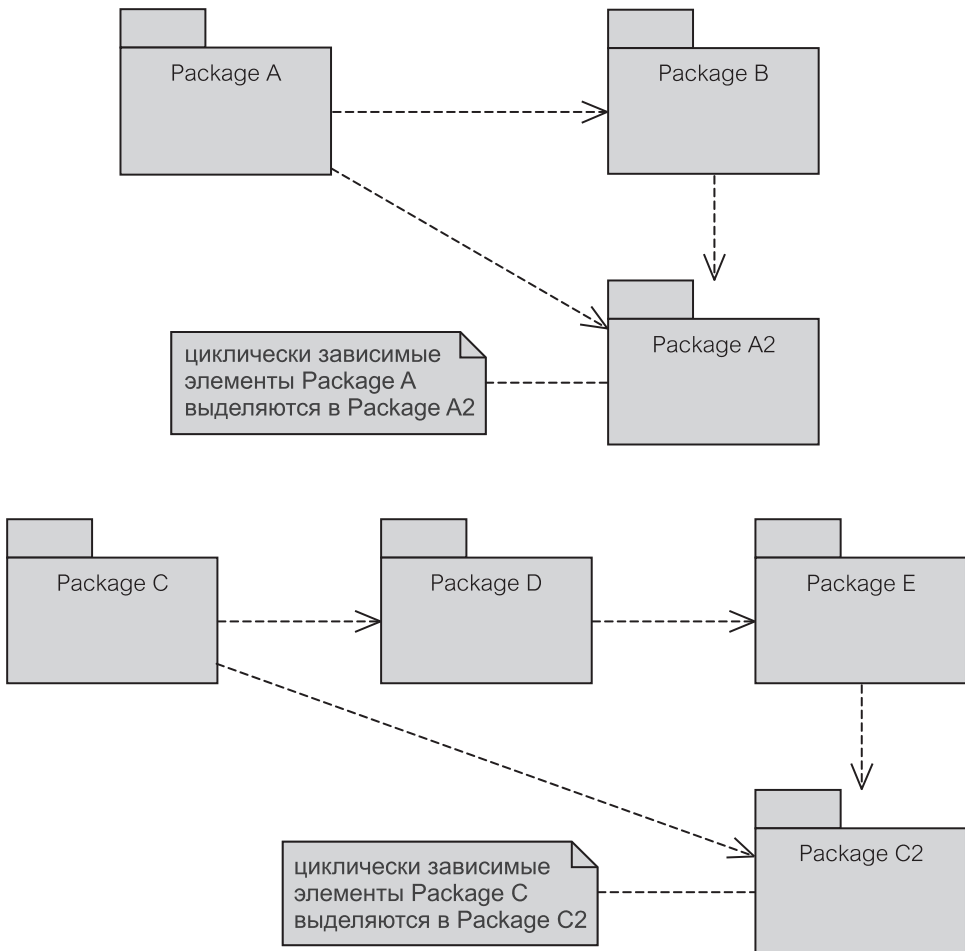 Package A
Package B
Package A2
циклически зависимые
элементы Package A
выделяются в Package A2
Package C
Package D
Package E
Package C2
циклически зависимые
элементы Package C
выделяются в Package C2